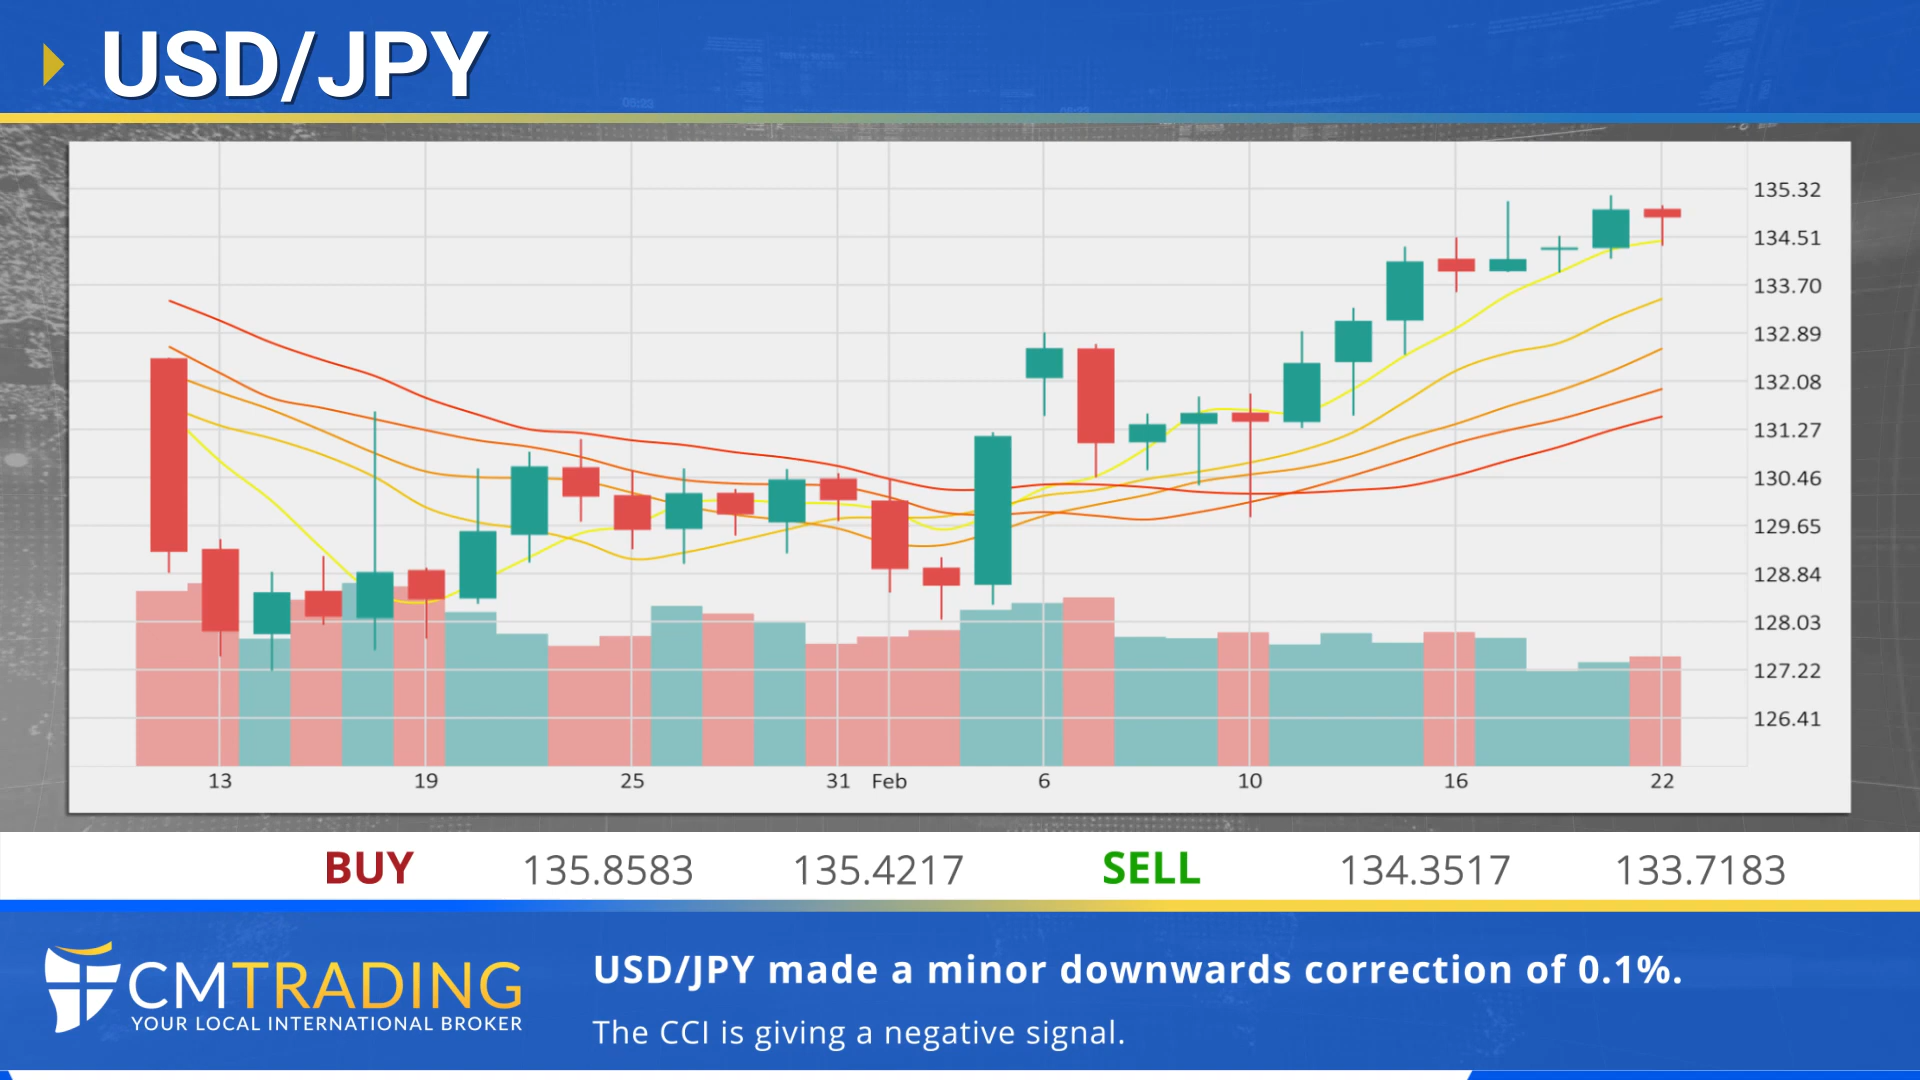 USD/JPY
135.32
134.51
133.70
132.89
132.08
131.27
130.46
129.65
128.84
128.03
127.22
126.41
13 19 25 31 Feb 6 10 16 22
BUY 135.8583 135.4217 SELL 134.3517 133.7183
CMTRADING
YOUR LOCAL INTERNATIONAL BROKER
USD/JPY made a minor downwards correction of 0.1%.
The CCI is giving a negative signal.